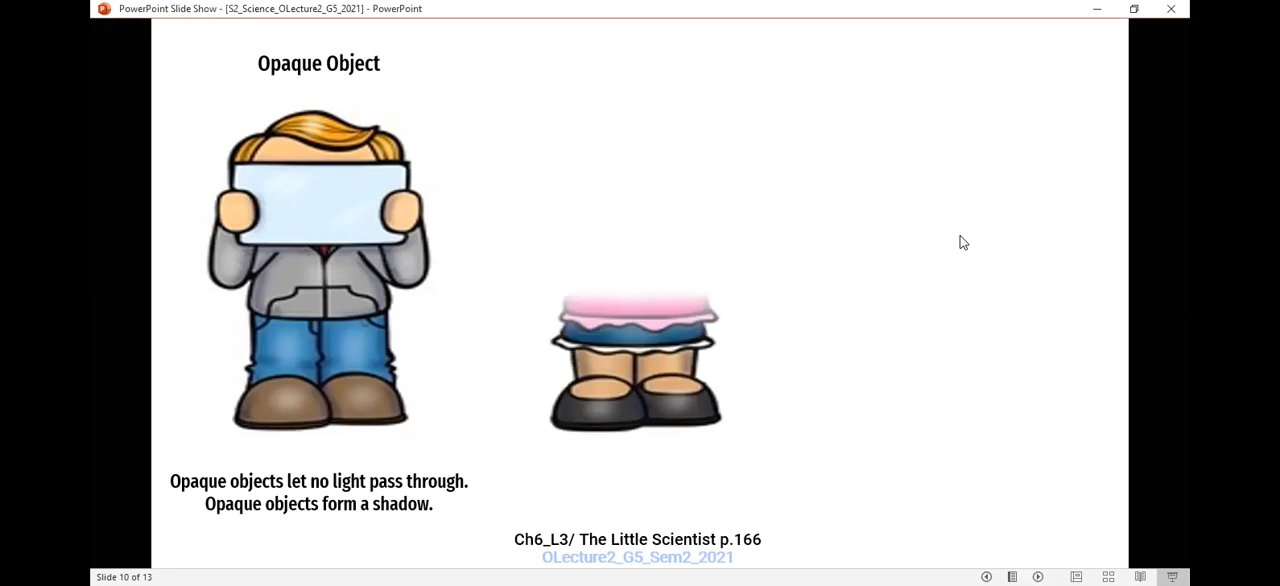 PowerPoint Slide Show - [S2_Science_OLecture2_G5_2021] - PowerPoint
Opaque Object
Opaque objects let no light pass through.
Opaque objects form a shadow.
Ch6_L3/ The Little Scientist p.166
OLecture2_G5_Sem2_2021
Slide 10 of 13